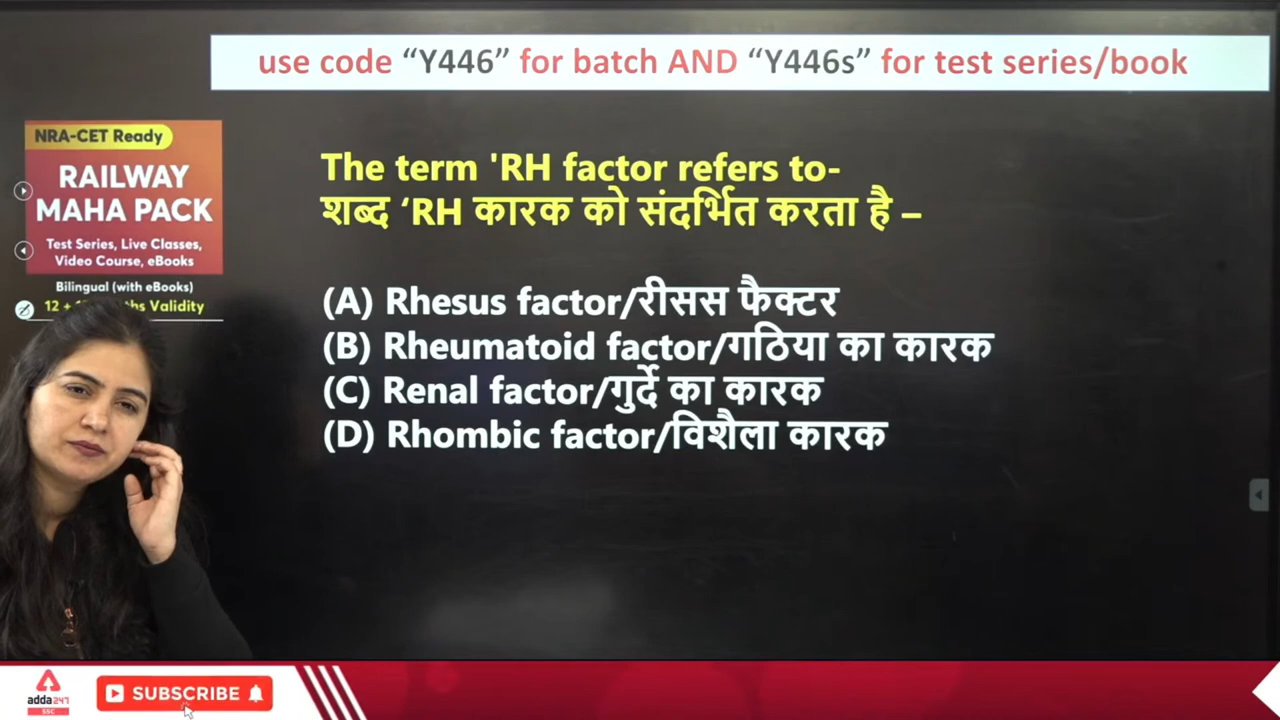 use code “Y446” for batch AND “Y446s” for test series/book
NRA-CET Ready
RAILWAY
MAHA PACK
Test Series, Live Classes,
Video Course, eBooks
Bilingual (with eBooks)
12 + Validity
The term 'RH factor refers to-
शब्द ‘RH कारक को संदर्भित करता है –
(A) Rhesus factor/रीसस फैक्टर
(B) Rheumatoid factor/गठिया का कारक
(C) Renal factor/गुर्दे का कारक
(D) Rhombic factor/विशैला कारक
adda247
SSC
SUBSCRIBE